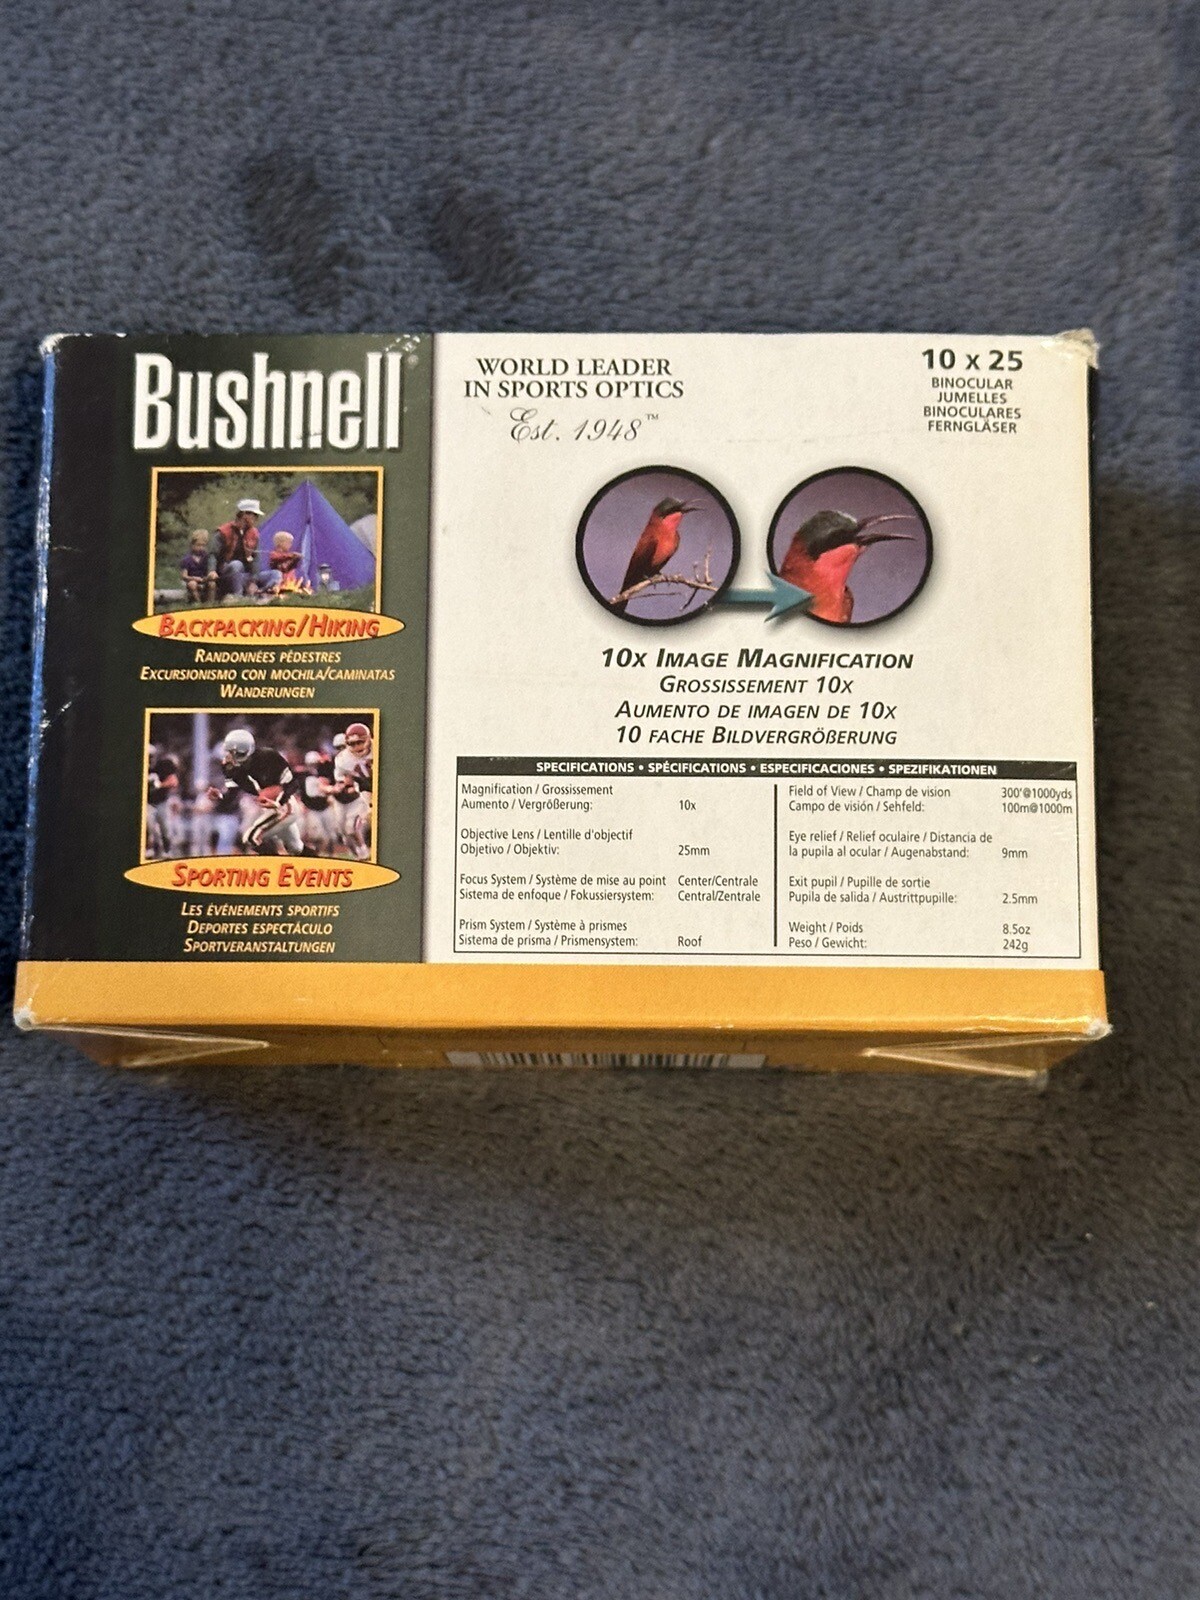 Bushnell®
BACKPACKING/HIKING
RANDONNÉES PÉDESTRES
EXCURSIONISMO CON MOCHILA/CAMINATAS
WANDERUNGEN
SPORTING EVENTS
LES ÉVÉNEMENTS SPORTIFS
DEPORTES ESPECTÁCULO
SPORTVERANSTALTUNGEN
WORLD LEADER
IN SPORTS OPTICS
Est. 1948™
10 x 25
BINOCULAR
JUMELLES
BINOCULARES
FERNGLÄSER
10X IMAGE MAGNIFICATION
GROSSISSEMENT 10X
AUMENTO DE IMAGEN DE 10X
10 FACHE BILDVERGRÖßERUNG
SPECIFICATIONS • SPÉCIFICATIONS • ESPECIFICACIONES • SPEZIFIKATIONEN
Magnification / Grossissement
Aumento / Vergrößerung: 10x
Objective Lens / Lentille d'objectif
Objetivo / Objektiv: 25mm
Focus System / Système de mise au point Center/Centrale
Sistema de enfoque / Fokussiersystem: Central/Zentrale
Prism System / Système à prismes
Sistema de prisma / Prismensystem: Roof
Field of View / Champ de vision 300'@1000yds
Campo de visión / Sehfeld: 100m@1000m
Eye relief / Relief oculaire / Distancia de
la pupila al ocular / Augenabstand: 9mm
Exit pupil / Pupille de sortie
Pupila de salida / Austrittpupille: 2.5mm
Weight / Poids 8.5oz
Peso / Gewicht: 242g